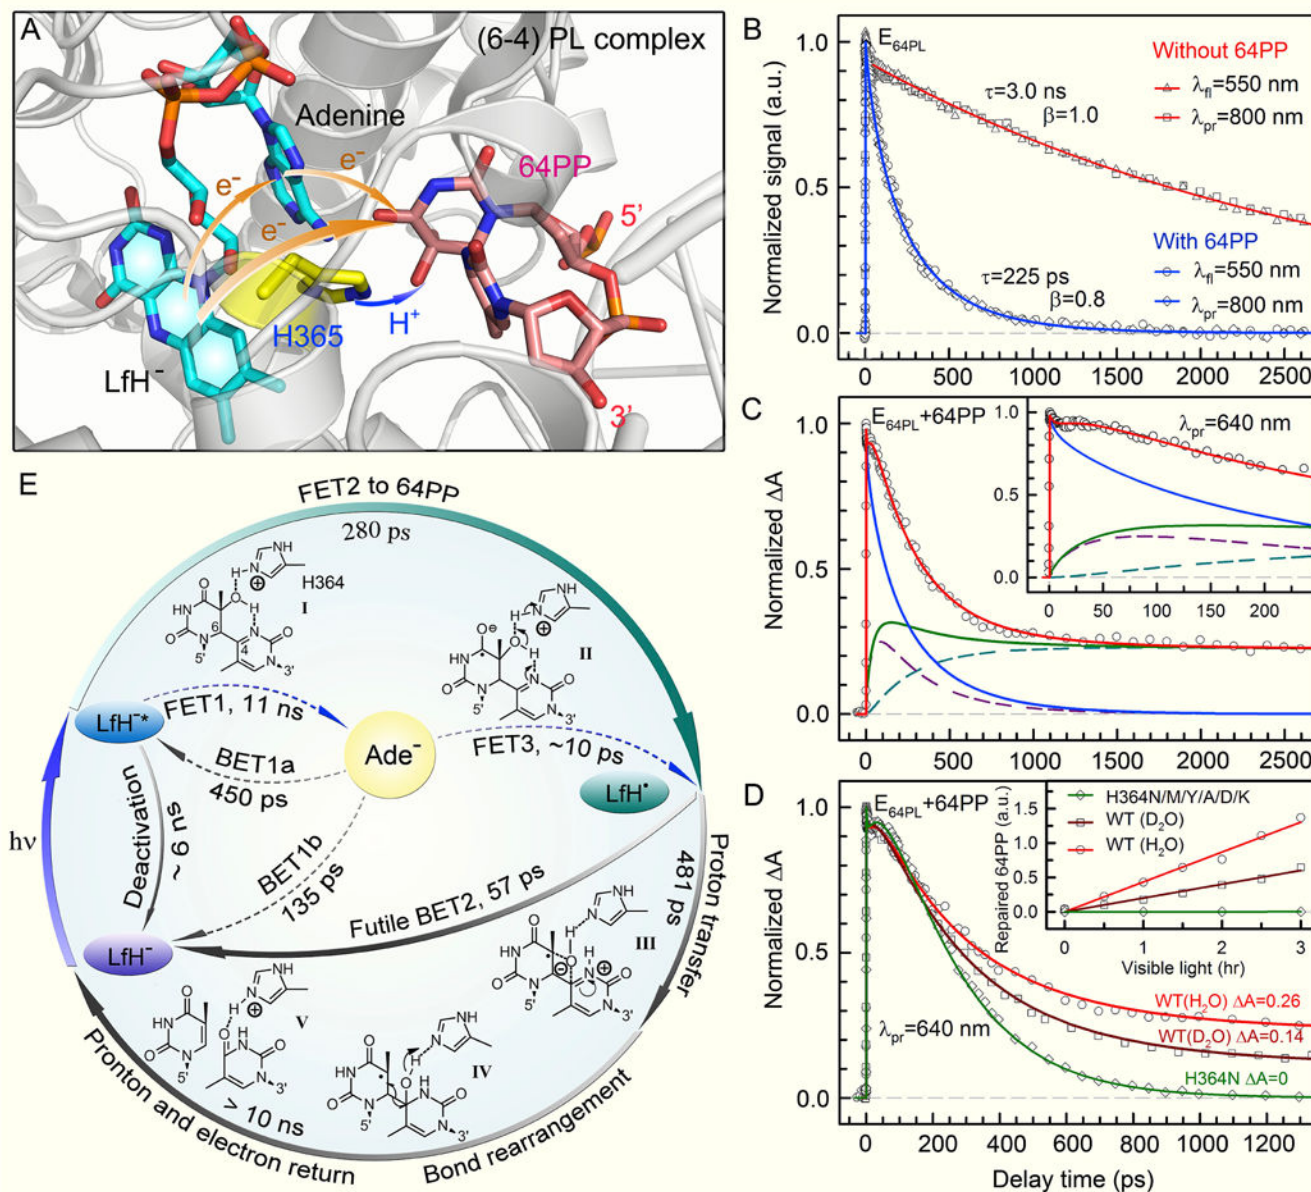 A
(6-4) PL complex
Adenine
e⁻
e⁻
e⁻
64PP
5'
3'
H365
H⁺
LfH⁻
B
E64PL
Without 64PP
λfl=550 nm
λpr=800 nm
τ=3.0 ns
β=1.0
With 64PP
λfl=550 nm
λpr=800 nm
τ=225 ps
β=0.8
Normalized signal (a.u.)
1.0
0.5
0.0
0 500 1000 1500 2000 2500
C
E64PL+64PP
λpr=640 nm
1.0
0.5
0.0
0 50 100 150 200
Normalized ΔA
1.0
0.5
0.0
0 500 1000 1500 2000 2500
D
E64PL+64PP
Repaired 64PP (a.u.)
1.5
1.0
0.5
0.0
H364N/M/Y/A/D/K
WT (D₂O)
WT (H₂O)
0 1 2 3
Visible light (hr)
Normalized ΔA
1.0
0.5
0.0
λpr=640 nm
WT(H₂O) ΔA=0.26
WT(D₂O) ΔA=0.14
H364N ΔA=0
0 200 400 600 800 1000 1200
Delay time (ps)
E
FET2 to 64PP
280 ps
H364
I
II
III
IV
V
LfH⁻*
FET1, 11 ns
Ade⁻
FET3, ~10 ps
LfH•
BET1a
450 ps
BET1b
135 ps
Deactivation
~ 6 ns
hν
LfH⁻
Futile BET2, 57 ps
Proton transfer
481 ps
Bond rearrangement
Pronton and electron return
> 10 ns